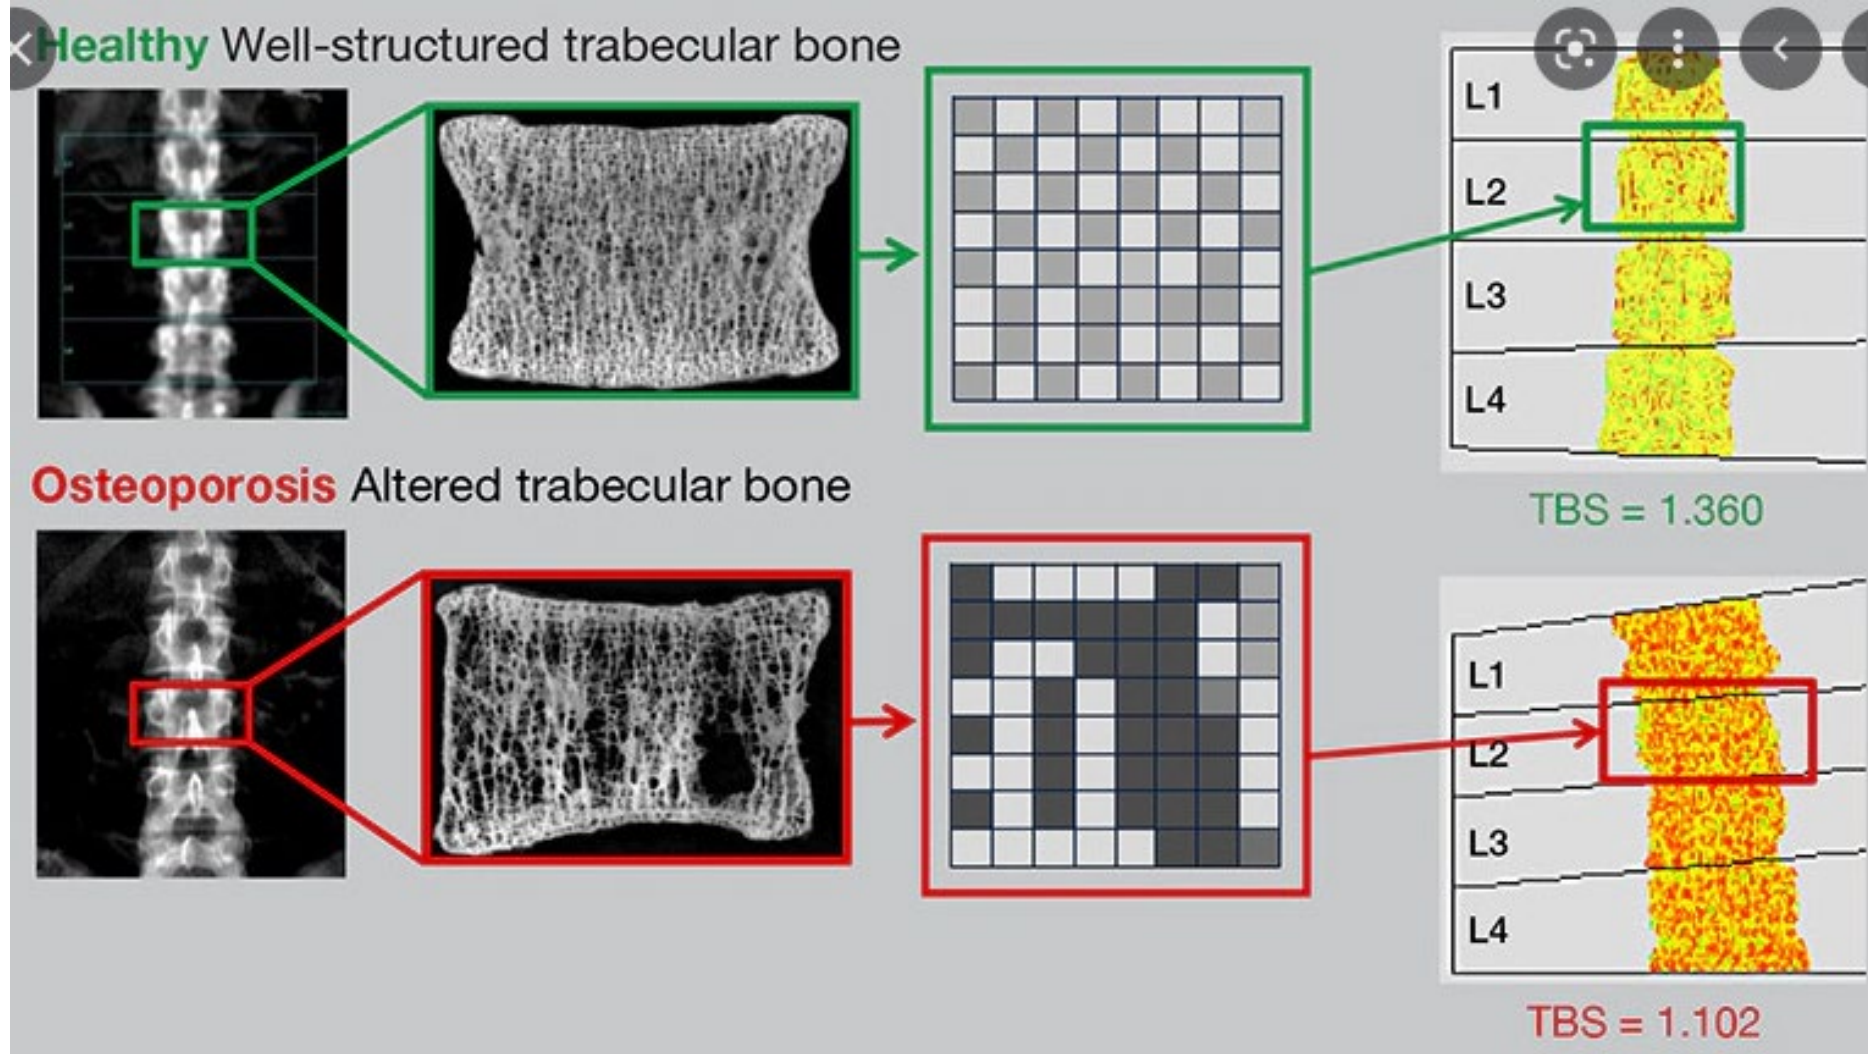 Healthy Well-structured trabecular bone
L1
L2
L3
L4
TBS = 1.360
Osteoporosis Altered trabecular bone
L1
L2
L3
L4
TBS = 1.102